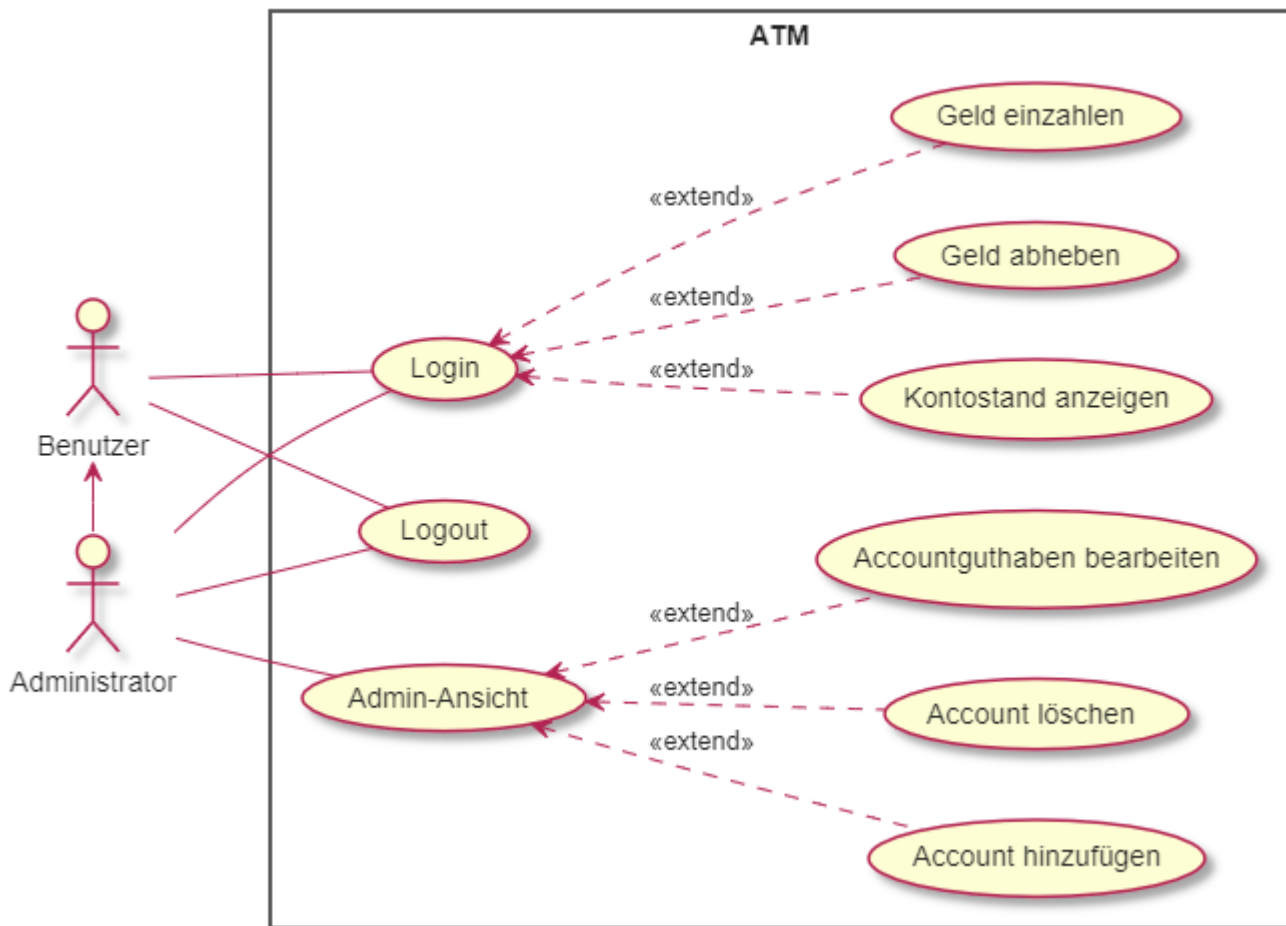 ATM
Geld einzahlen
«extend»
Geld abheben
«extend»
Login
«extend»
Kontostand anzeigen
Benutzer
Logout
Accountguthaben bearbeiten
«extend»
Administrator
Admin-Ansicht
«extend»
Account löschen
«extend»
Account hinzufügen